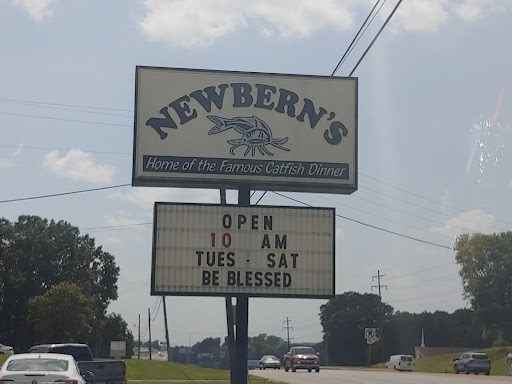 NEWBERN'S
Home of the Famous Catfish Dinner
OPEN
10 AM
TUES - SAT
BE BLESSED